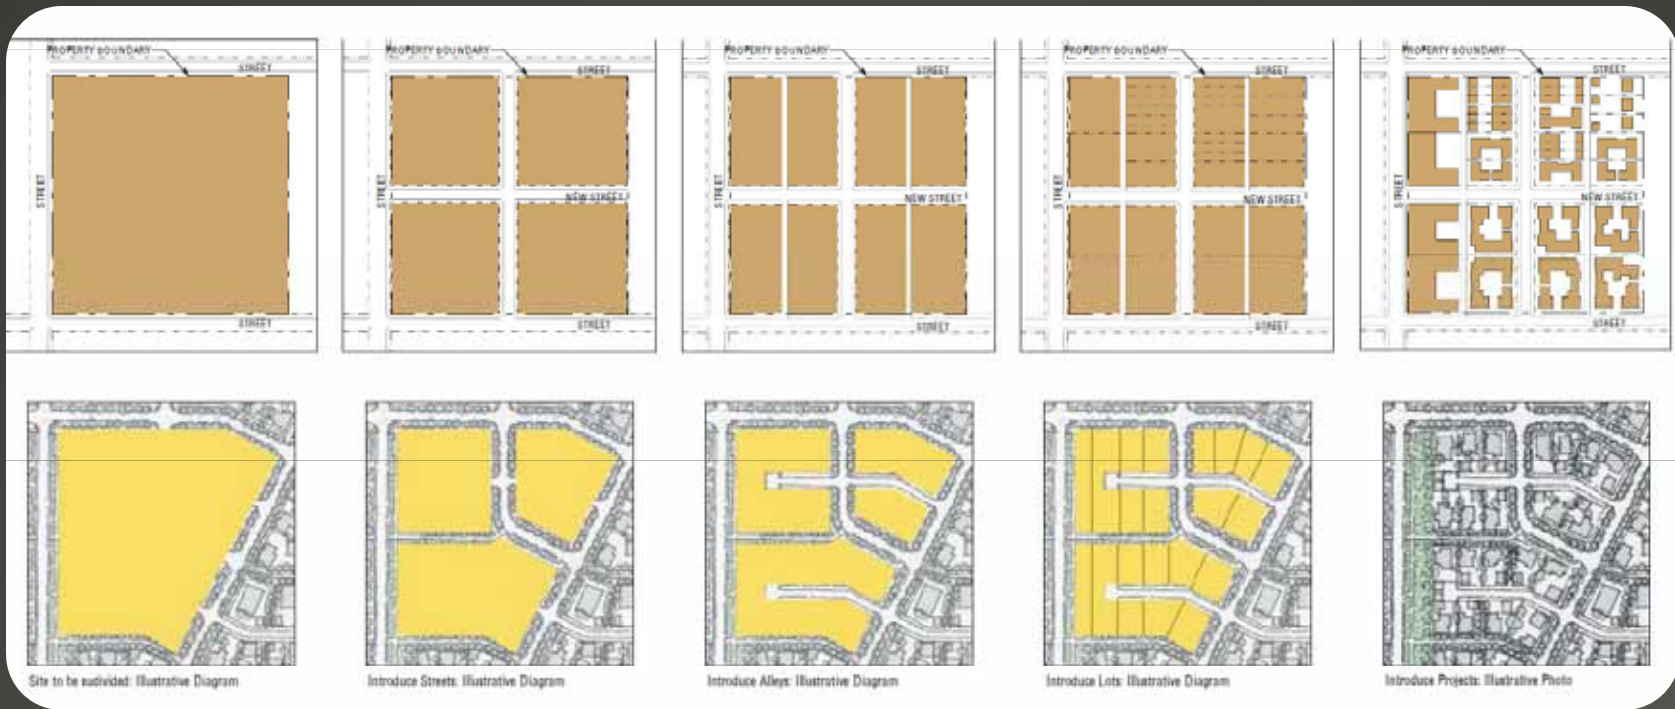 PROPERTY BOUNDARY
STREET
STREET
STREET
PROPERTY BOUNDARY
STREET
STREET
NEW STREET
STREET
PROPERTY BOUNDARY
STREET
STREET
NEW STREET
STREET
PROPERTY BOUNDARY
STREET
STREET
NEW STREET
STREET
PROPERTY BOUNDARY
STREET
STREET
NEW STREET
STREET
Site to be sudivided: Illustrative Diagram
Introduce Streets: Illustrative Diagram
Introduce Alleys: Illustrative Diagram
Introduce Lots: Illustrative Diagram
Introduce Projects: Illustrative Photo